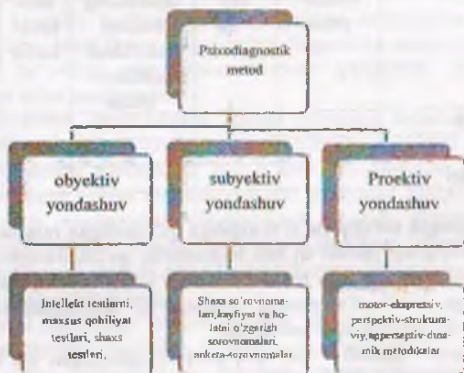 Psixodiagnostik
metod
obyektiv
yondashuv
subyektiv
yondashuv
Proektiv
yondashuv
Intellekt testlarni,
maxsus qobiliyat
testlari, shaxs
testlari.
Shaxs so'rovnoma-
lari,kayfiyat va ho-
latni o'zgarish
sorovnomalari,
anketa-sorovnomalar
motor-ekspressiv,
perspektiv-struktura-
viy,apperseptiv-dina-
mik metodikalar